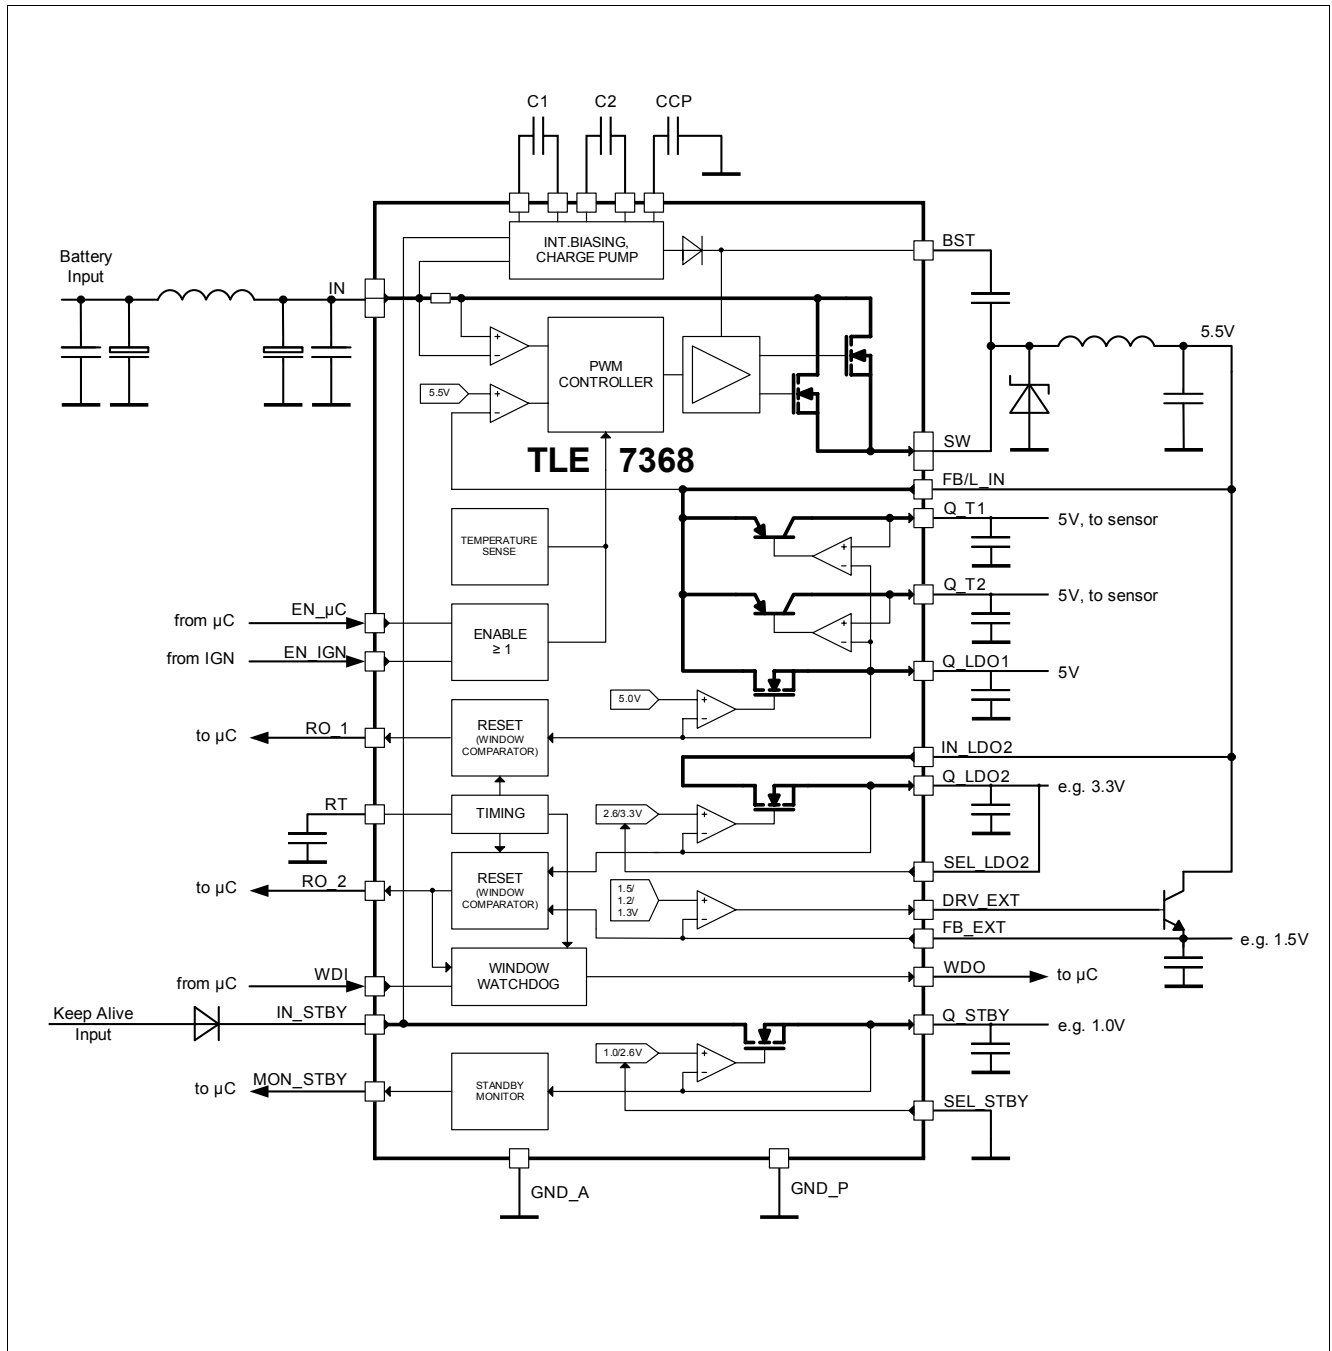 C1
C2
CCP
INT.BIASING,
CHARGE PUMP
BST
Battery
Input
IN
5.5V
PWM
CONTROLLER
+
−
5.5V
+
−
SW
TLE 7368
FB/L_IN
Q_T1
5V, to sensor
+
−
TEMPERATURE
SENSE
Q_T2
5V, to sensor
+
−
from µC
EN_µC
ENABLE
≥ 1
from IGN
EN_IGN
Q_LDO1
5V
5.0V
+
−
to µC
RO_1
RESET
(WINDOW
COMPARATOR)
IN_LDO2
Q_LDO2
e.g. 3.3V
RT
TIMING
2.6/3.3V
+
−
SEL_LDO2
to µC
RO_2
RESET
(WINDOW
COMPARATOR)
1.5/
1.2/
1.3V
+
−
DRV_EXT
FB_EXT
e.g. 1.5V
from µC
WDI
WINDOW
WATCHDOG
WDO
to µC
Keep Alive
Input
IN_STBY
Q_STBY
e.g. 1.0V
1.0/2.6V
+
−
to µC
MON_STBY
STANDBY
MONITOR
SEL_STBY
GND_A
GND_P